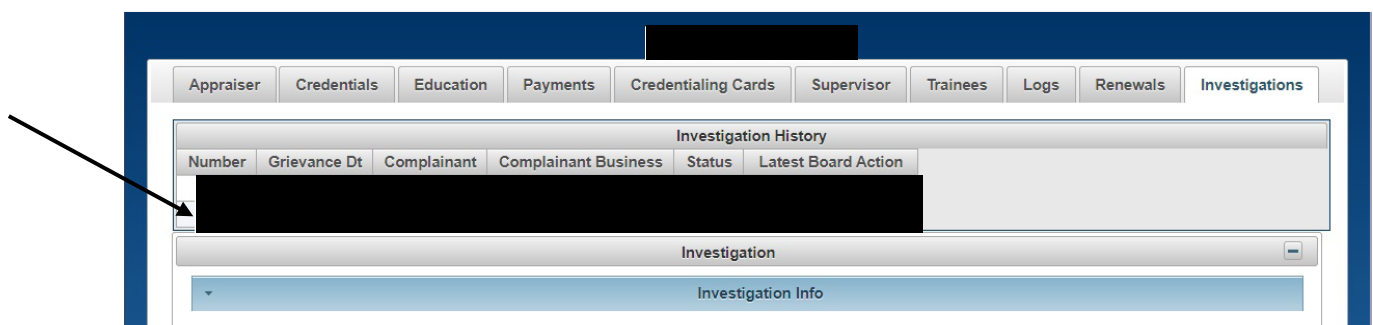 Appraiser Credentials Education Payments Credentialing Cards Supervisor Trainees Logs Renewals Investigations
Investigation History
Number Grievance Dt Complainant Complainant Business Status Latest Board Action
Investigation
Investigation Info